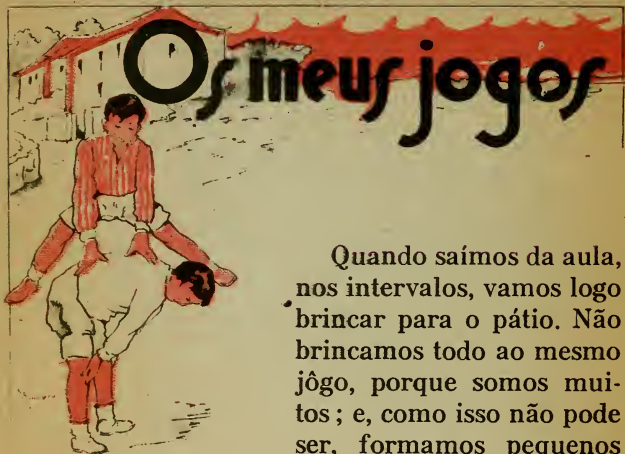 Os meus jogos
Quando saímos da aula,
nos intervalos, vamos logo
brincar para o pátio. Não
brincamos todo ao mesmo
jôgo, porque somos mui-
tos; e, como isso não pode
ser, formamos pequenos